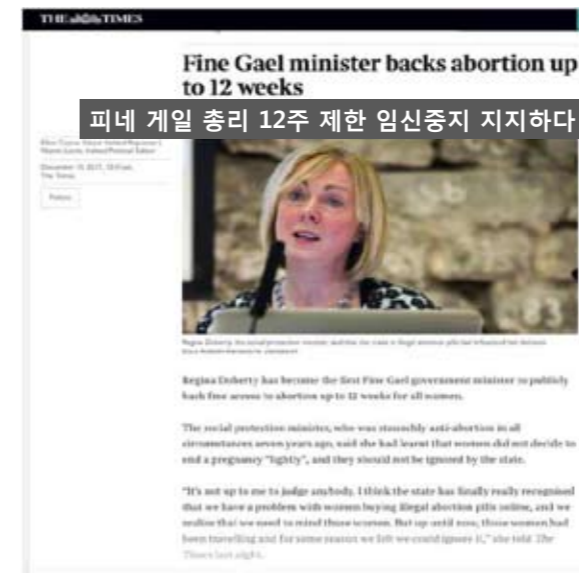 THE TIMES
Fine Gael minister backs abortion up
to 12 weeks
피네 게일 총리 12주 제한 임신중지 지지하다
Regina Doherty has become the first Fine Gael government minister to publicly
back free access to abortion up to 12 weeks for all women.
The social protection minister, who was staunchly anti-abortion in all
circumstances seven years ago, said she had learnt that women did not decide to
end a pregnancy "lightly", and they should not be ignored by the state.
"It's not up to me to judge anybody. I think the state has finally really recognised
that we have a problem with women buying illegal abortion pills online, and we
realise that we need to mind those women. But up until now, those women had
been travelling and for some reason we felt we could ignore it," she told The
Times last night.